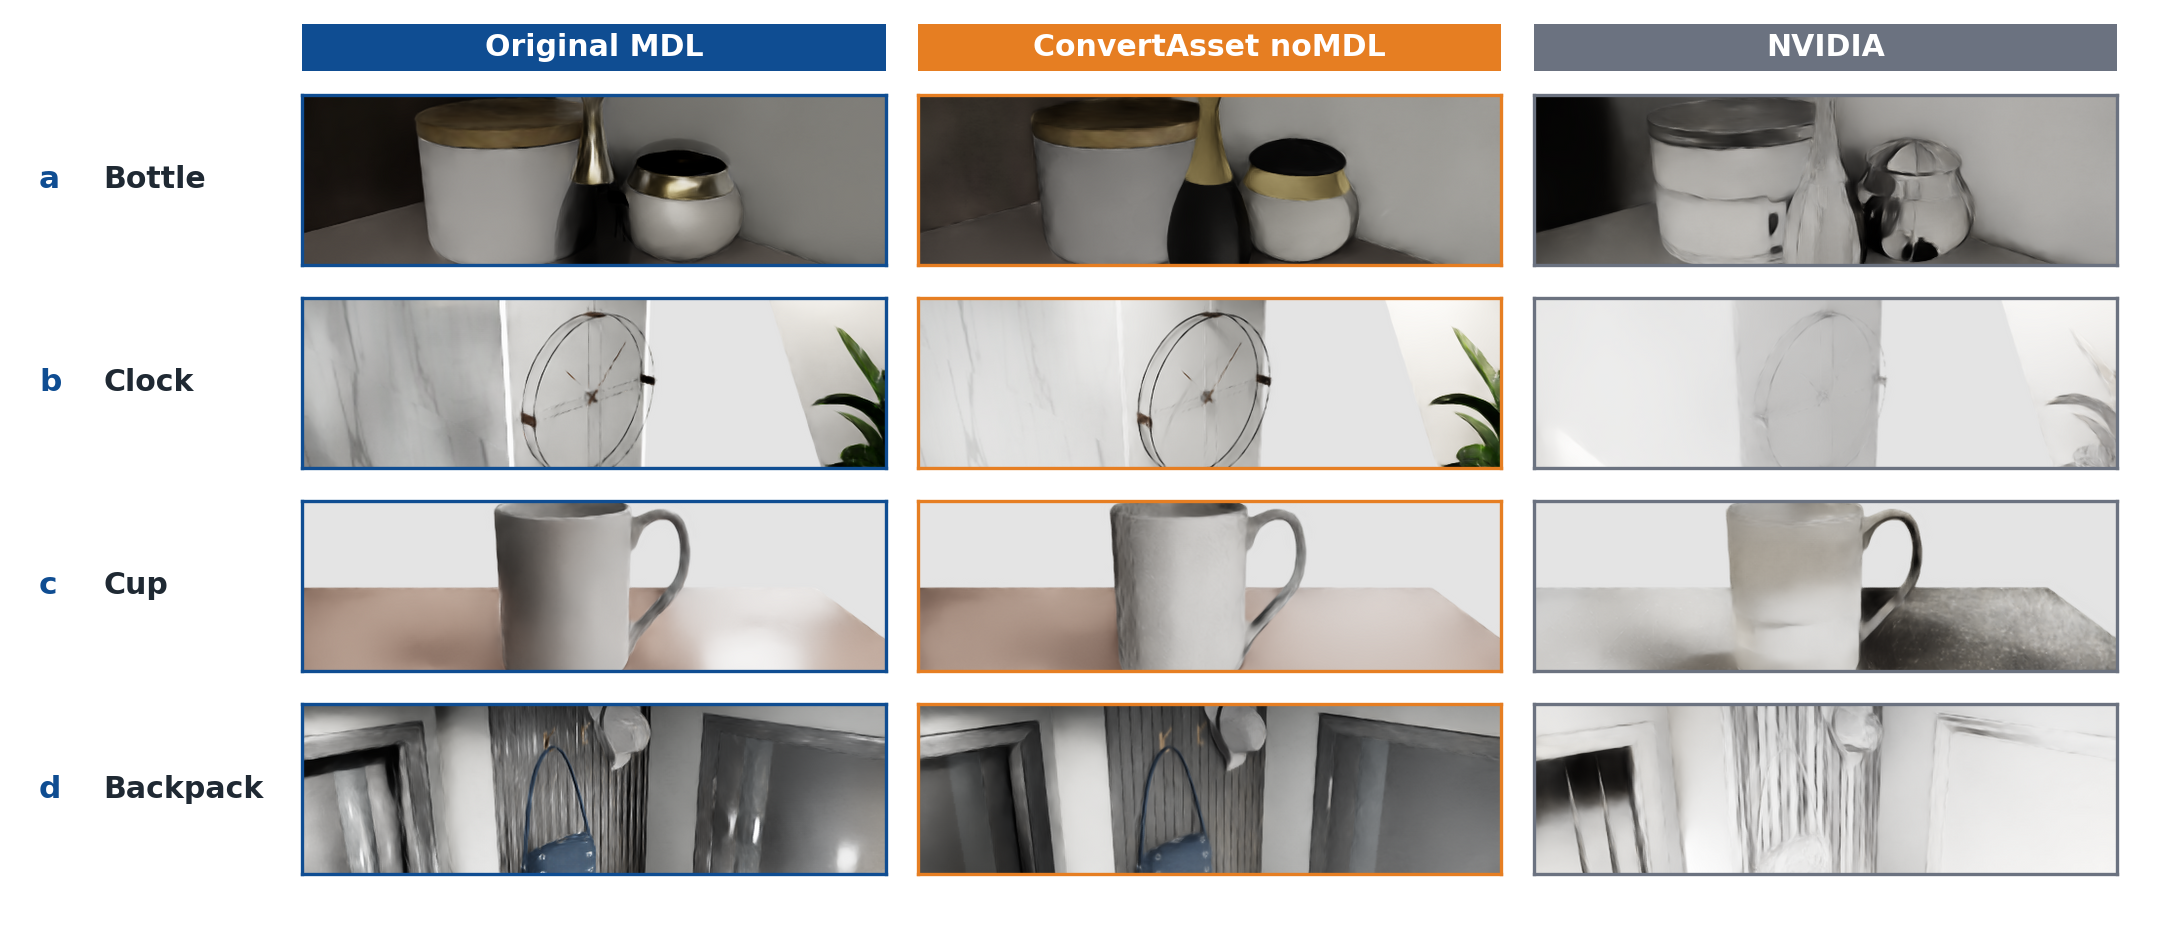 Original MDL
ConvertAsset noMDL
NVIDIA
a Bottle
b Clock
c Cup
d Backpack